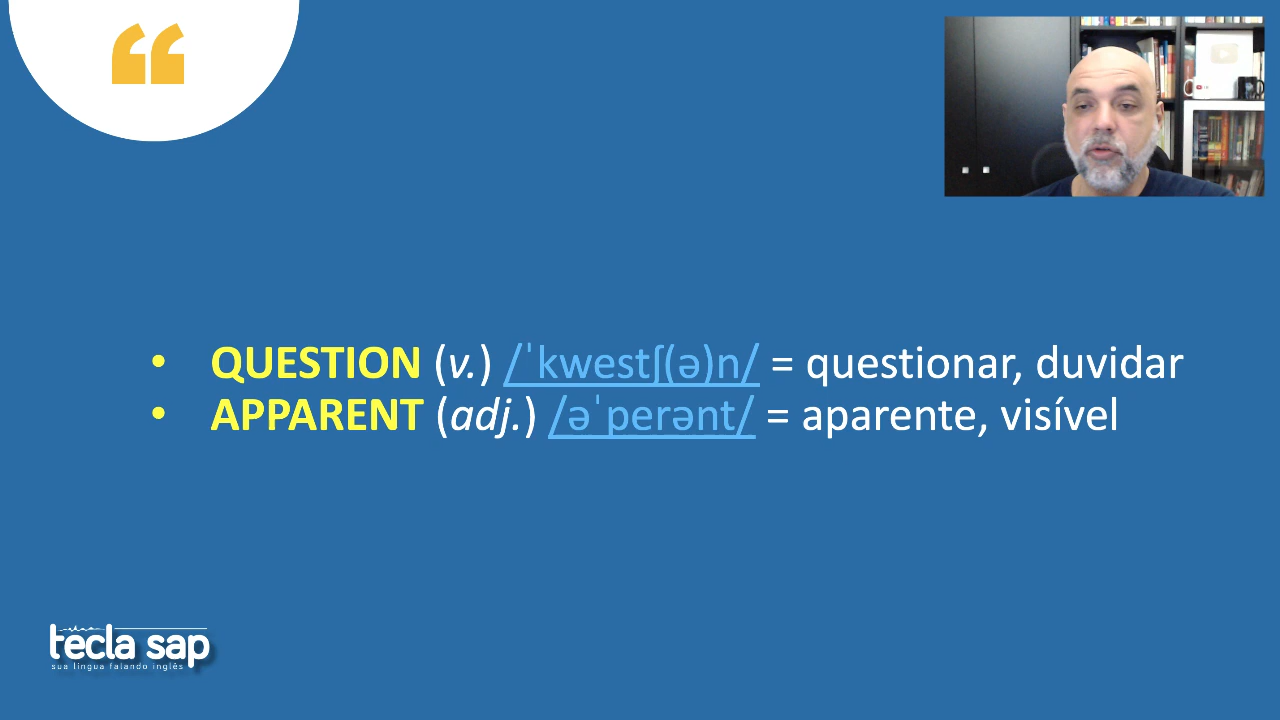 “
• QUESTION (v.) /ˈkwestʃ(ə)n/ = questionar, duvidar
• APPARENT (adj.) /əˈperənt/ = aparente, visível
tecla sap
sua língua falando inglês